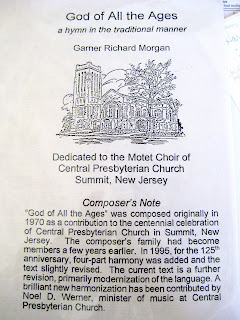 God of All the Ages
a hymn in the traditional manner
Garner Richard Morgan
Dedicated to the Motet Choir of
Central Presbyterian Church
Summit, New Jersey
Composer's Note
"God of All the Ages" was composed originally in
1970 as a contribution to the centennial celebration
of Central Presbyterian Church in Summit, New
Jersey. The composer's family had become
members a few years earlier. In 1995, for the 125th
anniversary, four-part harmony was added and the
text slightly revised. The current text is a further
revision, primarily modernization of the language. A
brilliant new harmonization has been contributed by
Noel D. Werner, minister of music at Central
Presbyterian Church.